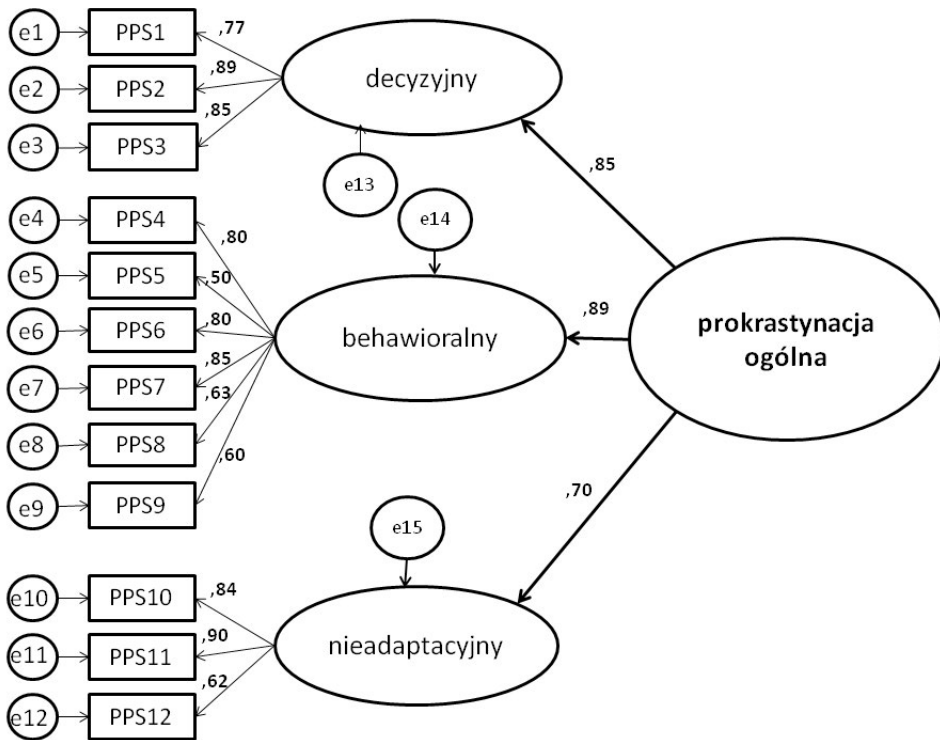 e1 PPS1 ,77
e2 PPS2 ,89
e3 PPS3 ,85
decyzyjny
e13
,85
e4 PPS4 ,80
e5 PPS5 ,50
e6 PPS6 ,80
e7 PPS7 ,85
e8 PPS8 ,63
e9 PPS9 ,60
e14
behawioralny
,89
prokrastynacja
ogólna
e10 PPS10 ,84
e11 PPS11 ,90
e12 PPS12 ,62
e15
nieadaptacyjny
,70